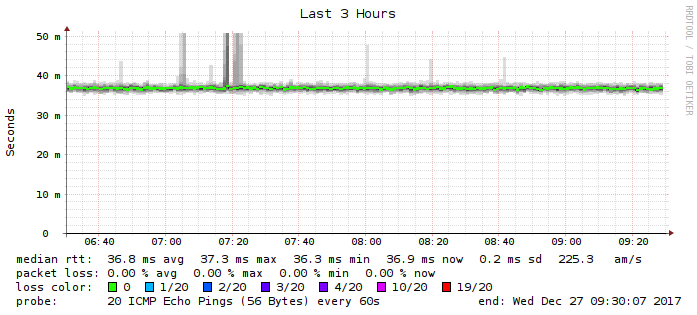 Last 3 Hours
RRDTOOL / TOBI OETIKER
Seconds
50 m
40 m
30 m
20 m
10 m
0
06:40 07:00 07:20 07:40 08:00 08:20 08:40 09:00 09:20
median rtt: 36.8 ms avg 37.3 ms max 36.3 ms min 36.9 ms now 0.2 ms sd 225.3 am/s
packet loss: 0.00 % avg 0.00 % max 0.00 % min 0.00 % now
loss color: 0 1/20 2/20 3/20 4/20 10/20 19/20
probe: 20 ICMP Echo Pings (56 Bytes) every 60s end: Wed Dec 27 09:30:07 2017